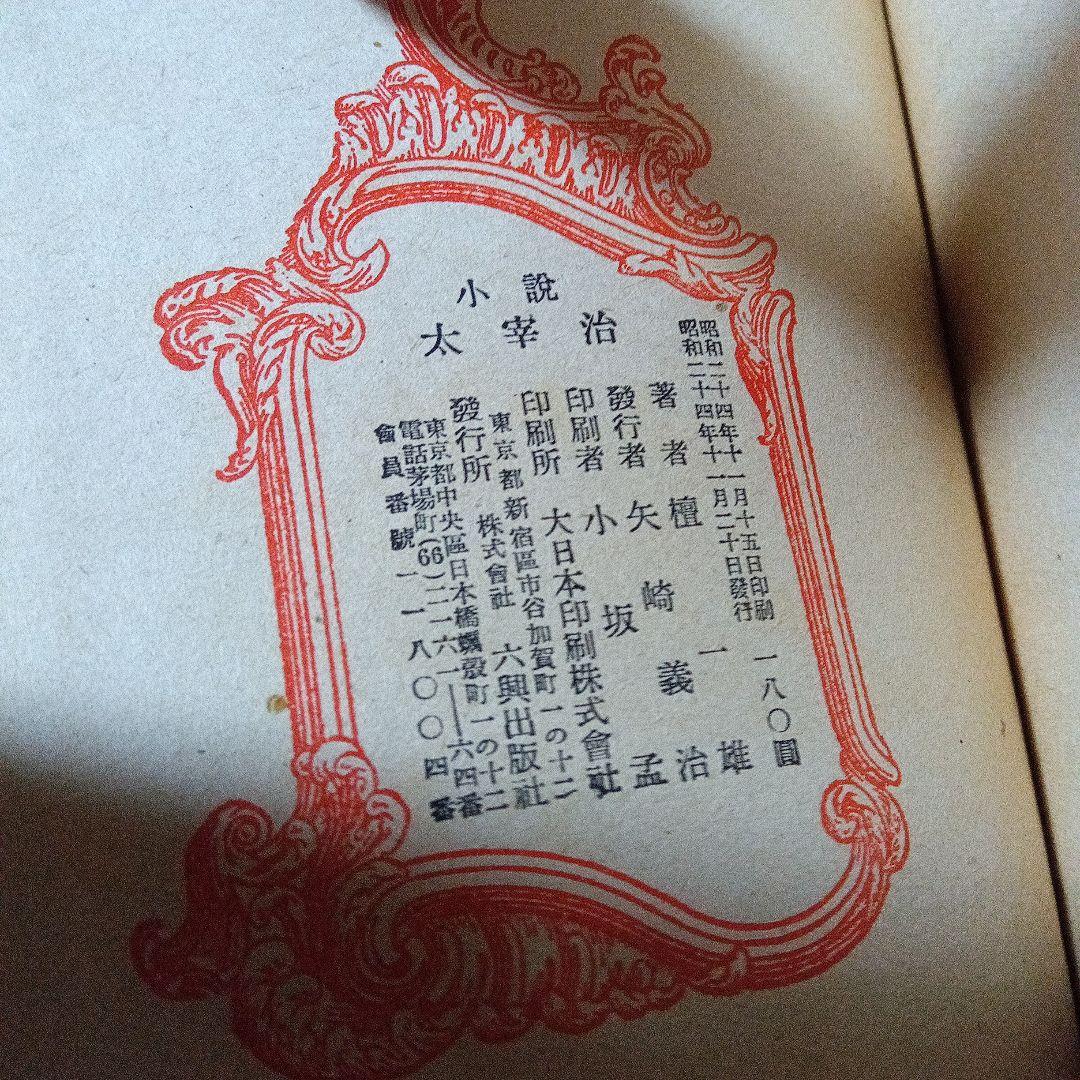 小說
太宰治
昭和二十四年十一月十五日印刷
昭和二十四年十一月二十日發行
一八〇圓
著者 檀一雄
發行者 矢崎義治
印刷者 小坂孟
印刷所 大日本印刷株式會社
東京都新宿區市谷加賀町一の十二
發行所 株式會社 六興出版社
東京都中央區日本橋蠣殼町一の十二
電話茅場町(66)二一六一——六四番
會員番號 一一八〇〇四番